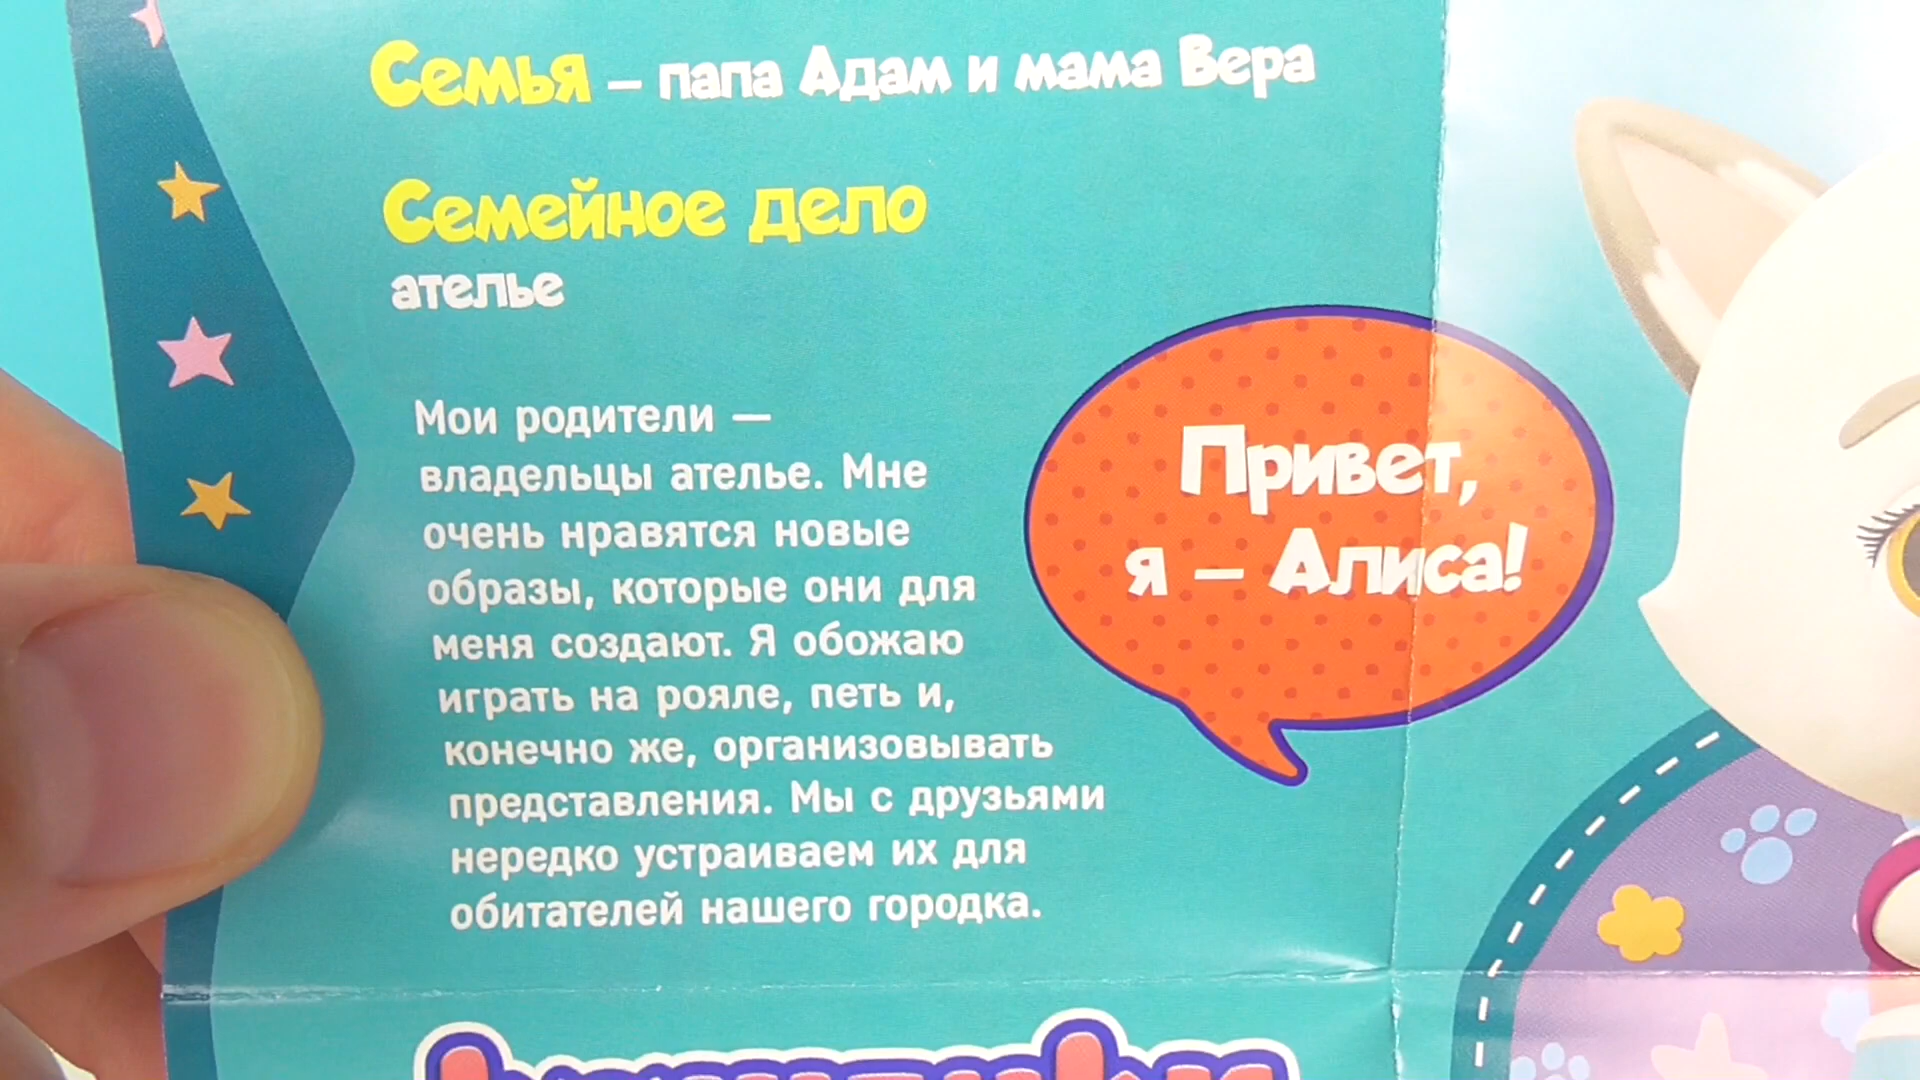 Семья – папа Адам и мама Вера
Семейное дело
ателье
Мои родители —
владельцы ателье. Мне
очень нравятся новые
образы, которые они для
меня создают. Я обожаю
играть на рояле, петь и,
конечно же, организовывать
представления. Мы с друзьями
нередко устраиваем их для
обитателей нашего городка.
Привет,
я – Алиса!